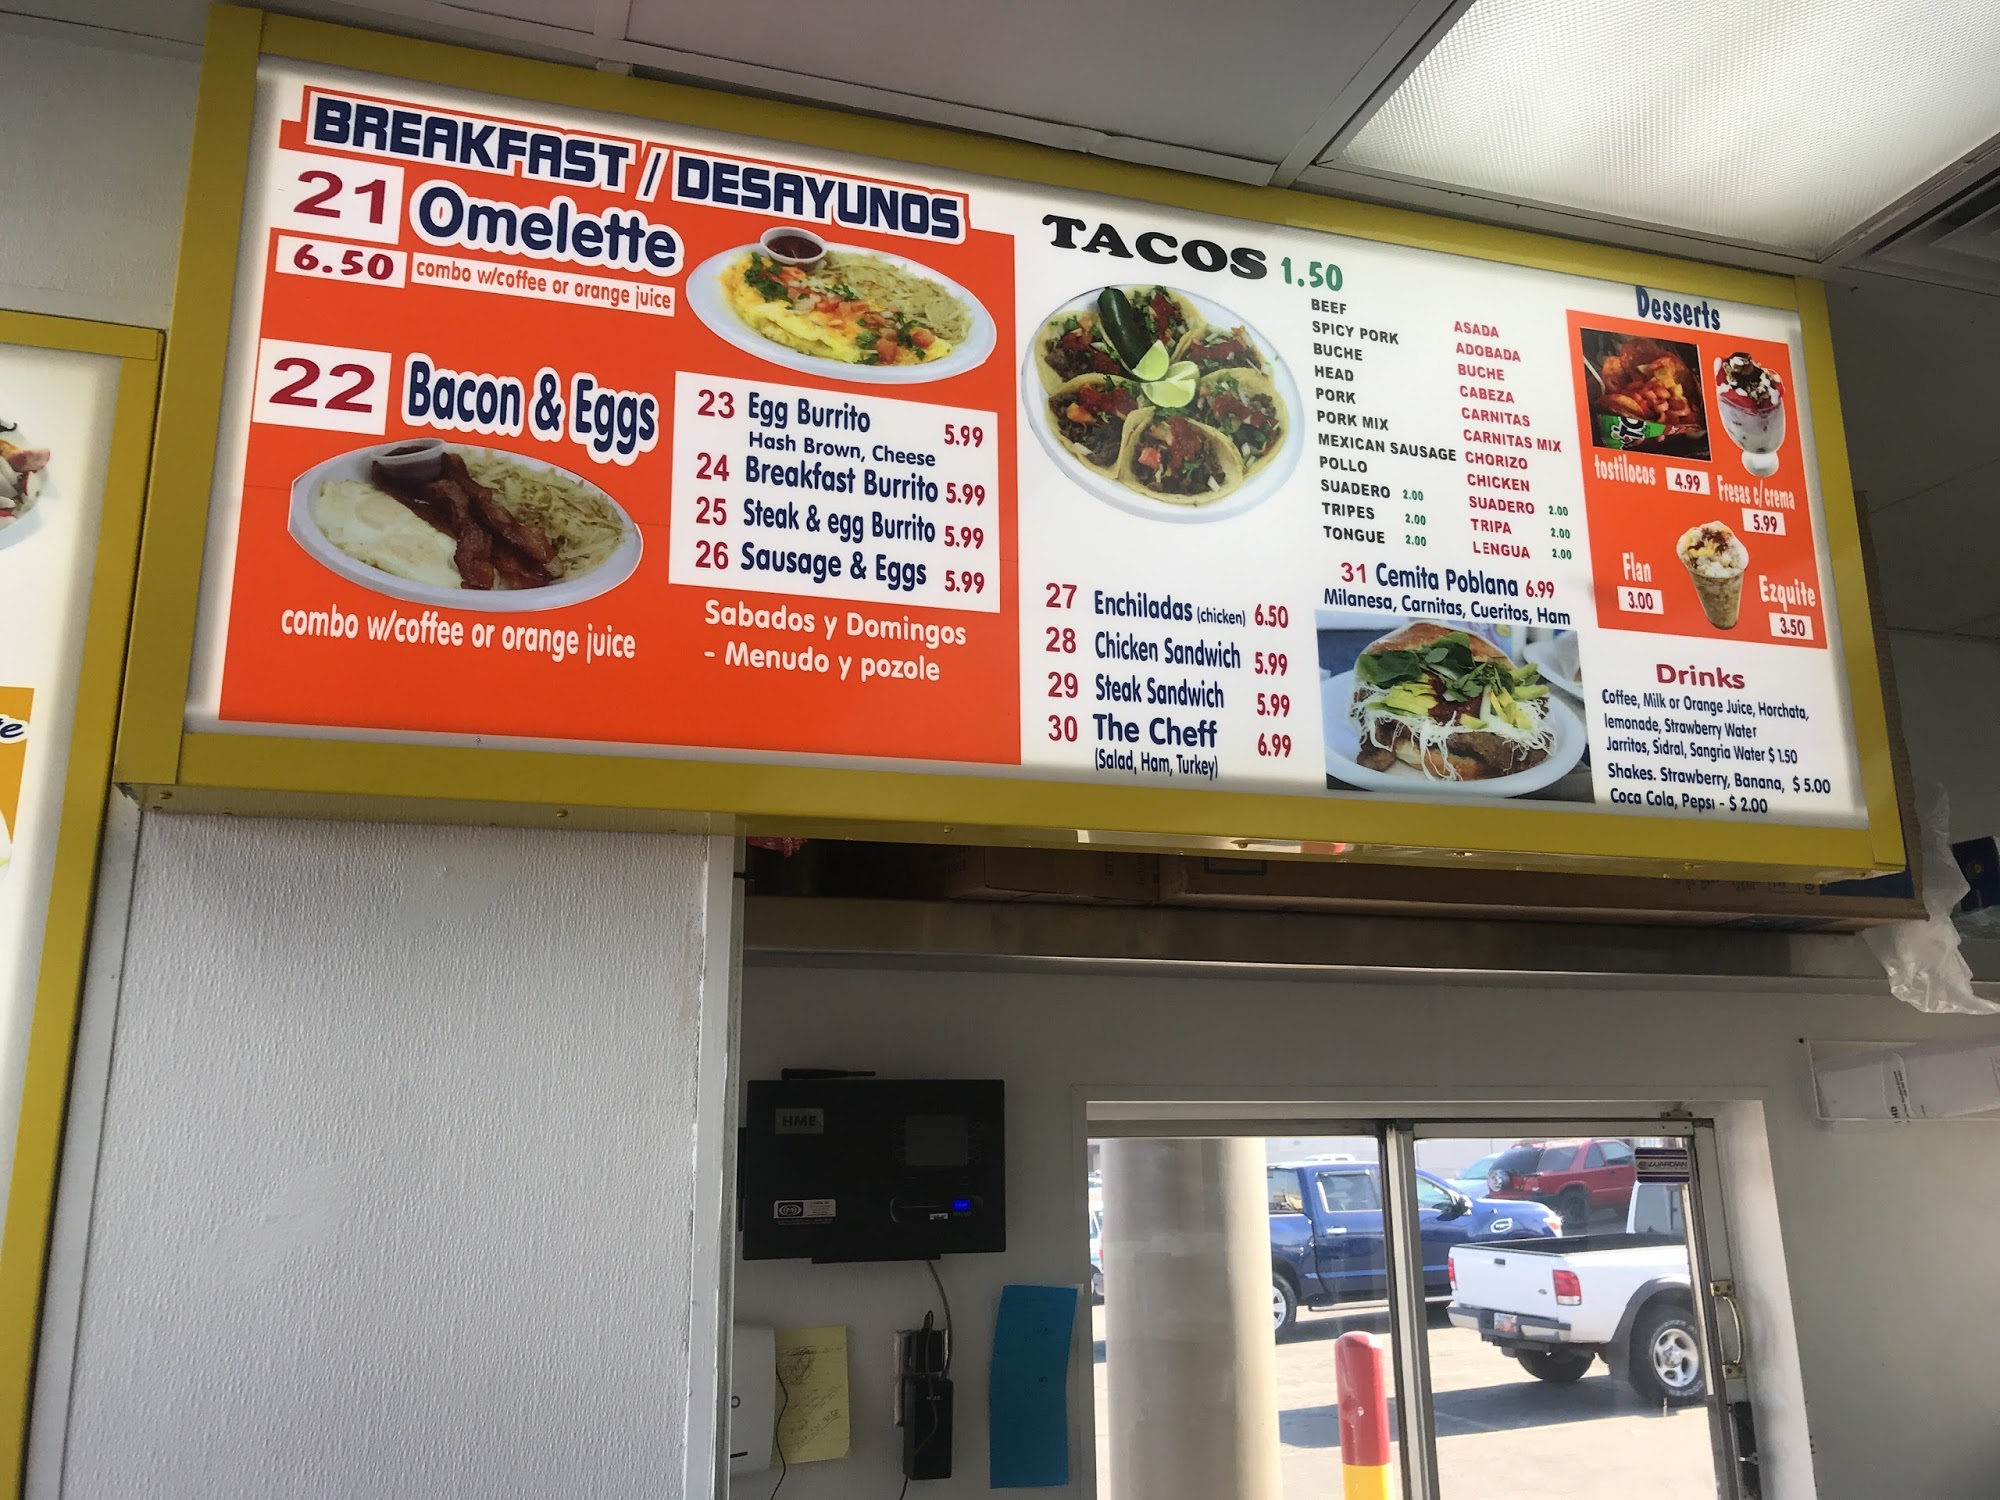 BREAKFAST / DESAYUNOS
21 Omelette
6.50 combo w/coffee or orange juice
22 Bacon & Eggs
combo w/coffee or orange juice
23 Egg Burrito 5.99
Hash Brown, Cheese
24 Breakfast Burrito 5.99
25 Steak & egg Burrito 5.99
26 Sausage & Eggs 5.99
Sabados y Domingos
- Menudo y pozole
TACOS 1.50
BEEF
SPICY PORK
BUCHE
HEAD
PORK
PORK MIX
MEXICAN SAUSAGE
POLLO
SUADERO 2.00
TRIPES 2.00
TONGUE 2.00
ASADA
ADOBADA
BUCHE
CABEZA
CARNITAS
CARNITAS MIX
CHORIZO
CHICKEN
SUADERO 2.00
TRIPA 2.00
LENGUA 2.00
27 Enchiladas (chicken) 6.50
28 Chicken Sandwich 5.99
29 Steak Sandwich 5.99
30 The Cheff 6.99
(Salad, Ham, Turkey)
31 Cemita Poblana 6.99
Milanesa, Carnitas, Cueritos, Ham
Desserts
tostilocos 4.99
Fresas c/crema
5.99
Flan
3.00
Ezquite
3.50
Drinks
Coffee, Milk or Orange Juice, Horchata,
lemonade, Strawberry Water
Jarritos, Sidral, Sangria Water $ 1.50
Shakes. Strawberry, Banana, $ 5.00
Coca Cola, Pepsi - $ 2.00
HME
GUARDIAN